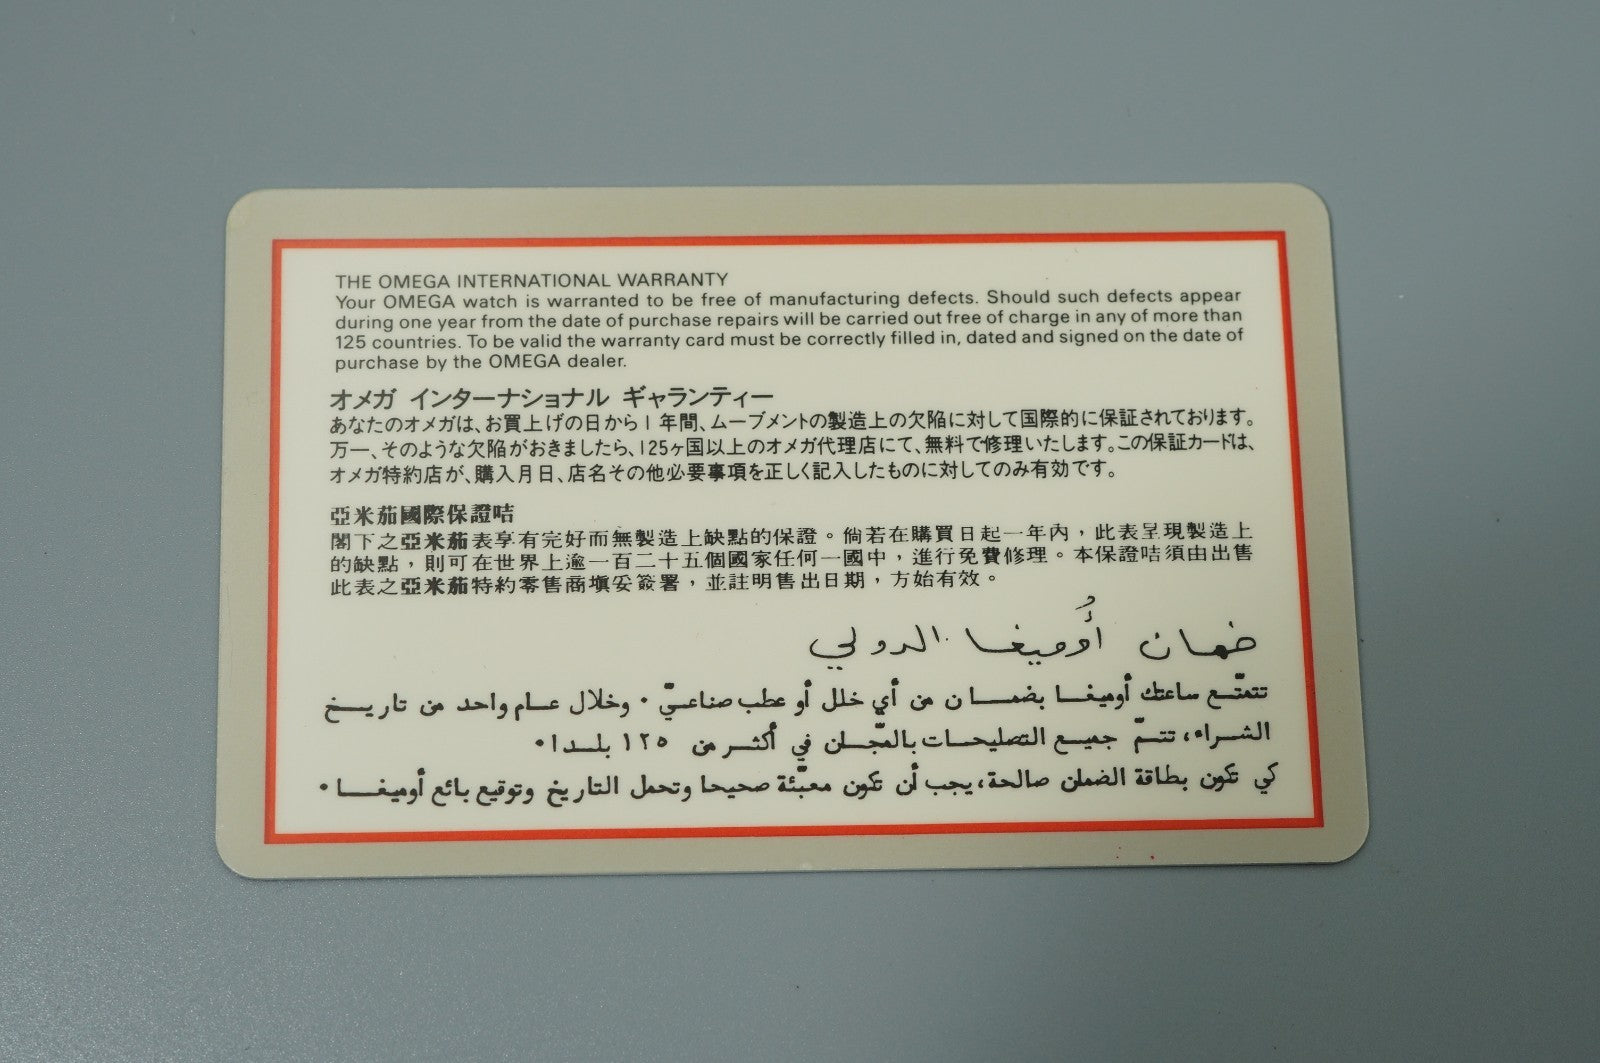 THE OMEGA INTERNATIONAL WARRANTY
Your OMEGA watch is warranted to be free of manufacturing defects. Should such defects appear
during one year from the date of purchase repairs will be carried out free of charge in any of more than
125 countries. To be valid the warranty card must be correctly filled in, dated and signed on the date of
purchase by the OMEGA dealer.
オメガ インターナショナル ギャランティー
あなたのオメガは、お買上げの日から1年間、ムーブメントの製造上の欠陥に対して国際的に保証されております。
万一、そのような欠陥がおきましたら、125ヶ国以上のオメガ代理店にて、無料で修理いたします。この保証カードは、
オメガ特約店が、購入月日、店名その他必要事項を正しく記入したものに対してのみ有効です。
亞米茄國際保證咭
閣下之亞米茄表享有完好而無製造上缺點的保證。倘若在購買日起一年內，此表呈現製造上
的缺點，則可在世界上逾一百二十五個國家任何一國中，進行免費修理。本保證咭須由出售
此表之亞米茄特約零售商塡妥簽署，並註明售出日期，方始有效。
ضمان أوميغا الدولي
تتمتّع ساعتك أوميغا بضمان من أي خلل أو عطب صناعيّ ٠ وخلال عام واحد من تاريخ
الشراء، تتمّ جميع التصليحات بالمجّان في أكثر من ١٢٥ بلدا٠
كي تكون بطاقة الضمان صالحة، يجب أن تكون معبّئة صحيحا وتحمل التاريخ وتوقيع بائع أوميغا٠